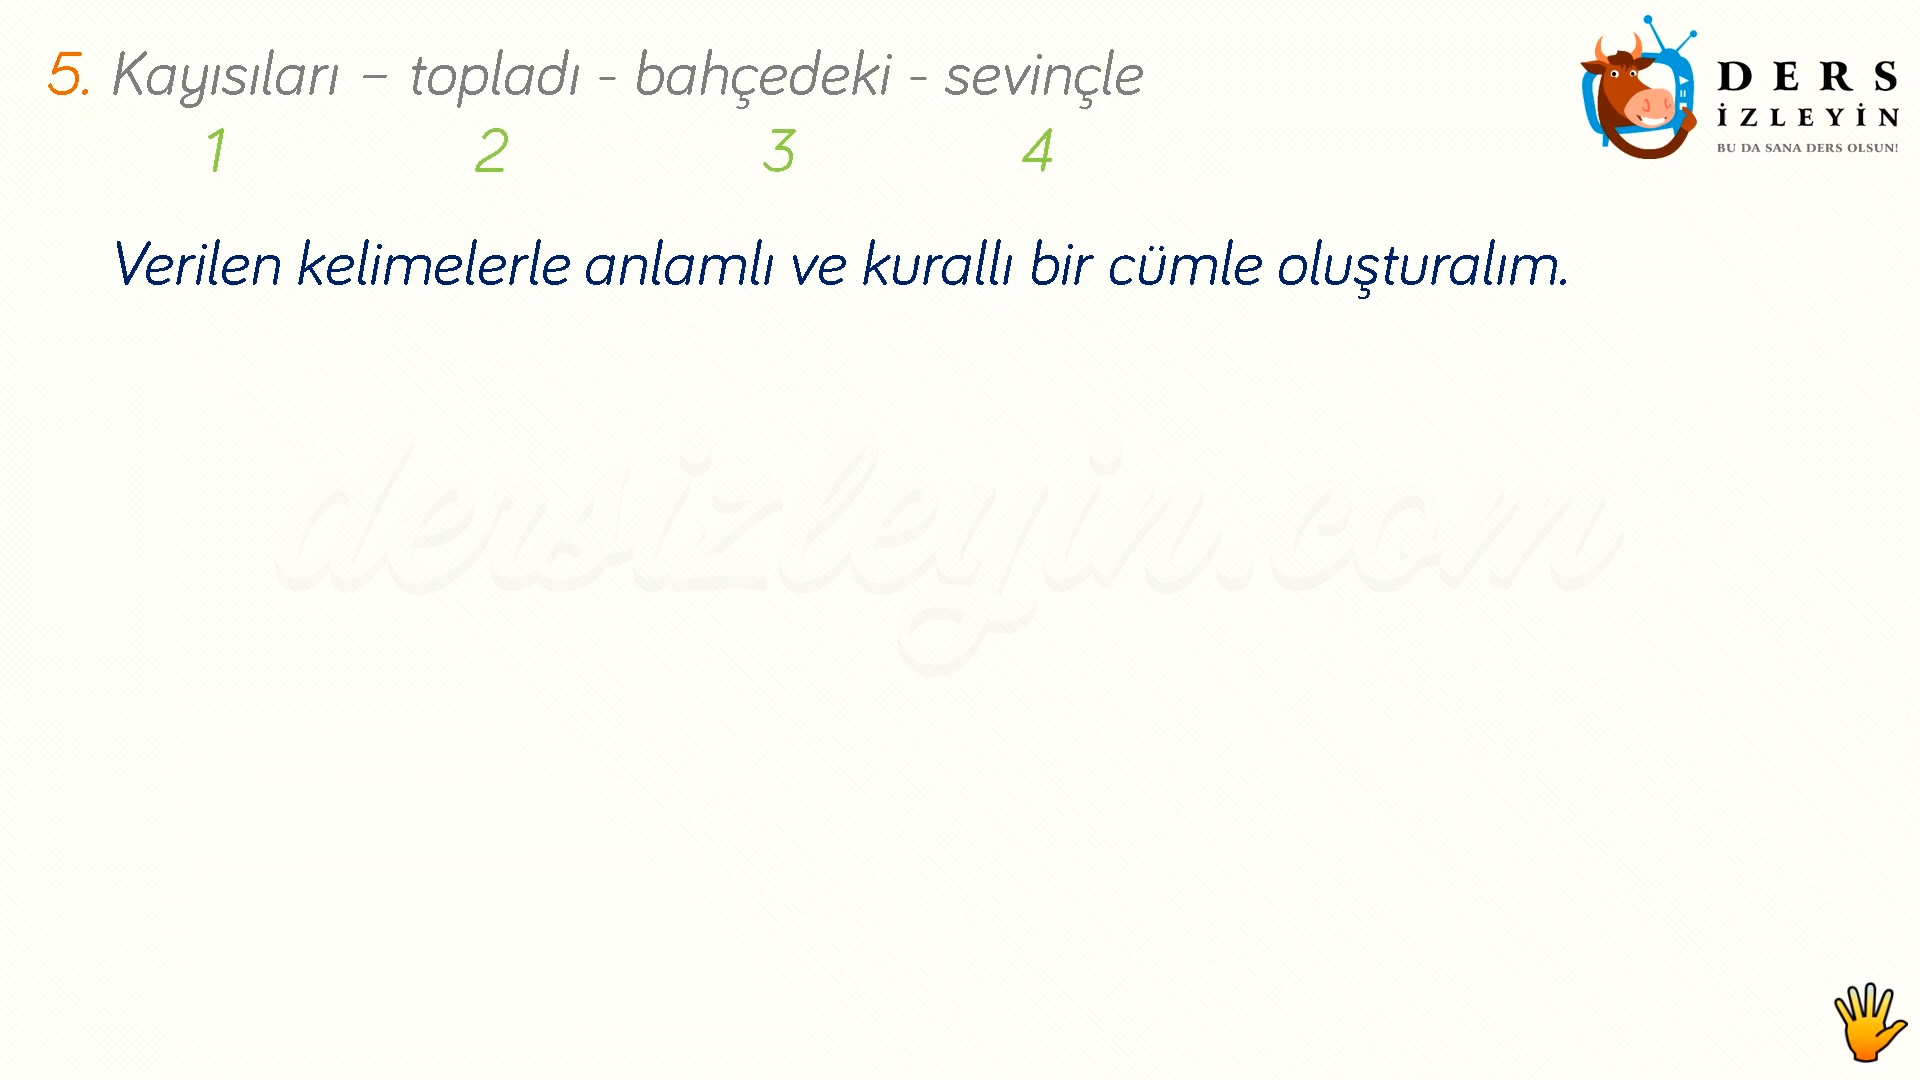 5. Kayısıları – topladı - bahçedeki - sevinçle
1 2 3 4
Verilen kelimelerle anlamlı ve kurallı bir cümle oluşturalım.
DERS
İZLEYİN
BU DA SANA DERS OLSUN!
dersizleyin.com